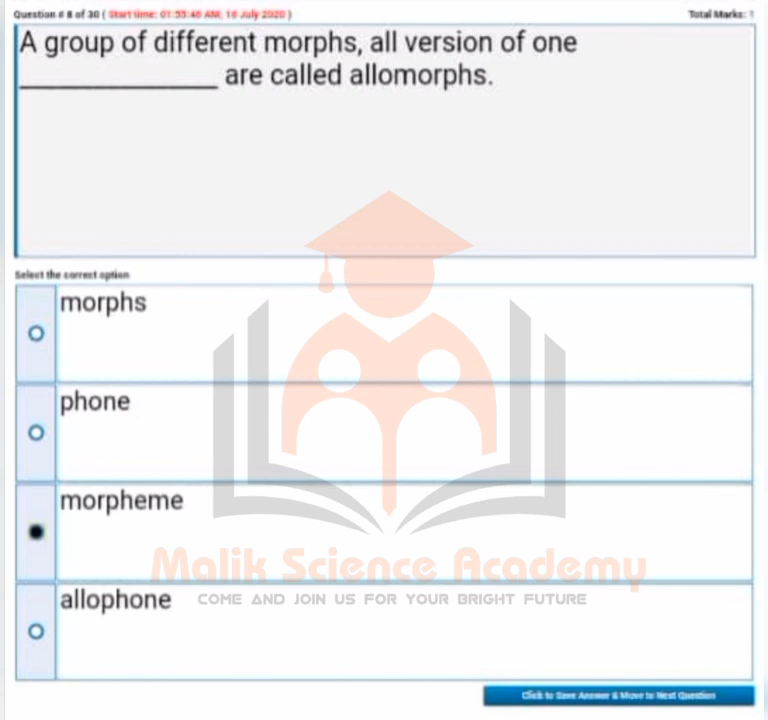 Question # 8 of 30 ( Start time: 01:55:46 AM, 16 July 2020 )
Total Marks: 1
A group of different morphs, all version of one
______________ are called allomorphs.
Select the correct option
morphs
phone
morpheme
allophone
Malik Science Academy
COME AND JOIN US FOR YOUR BRIGHT FUTURE
Click to Save Answer & Move to Next Question